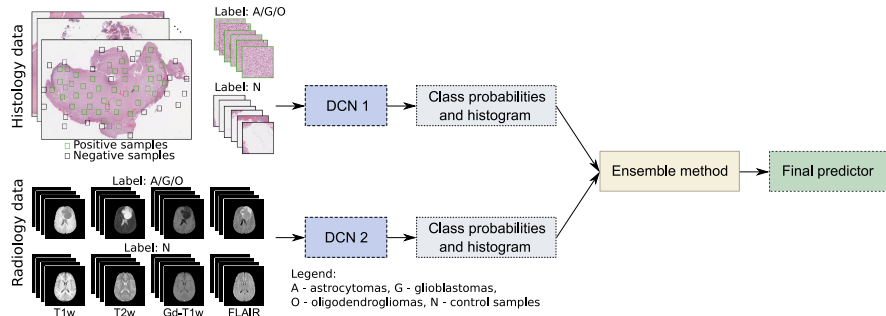 Histology data
Label: A/G/O
Label: N
Positive samples
Negative samples
DCN 1
Class probabilities
and histogram
Ensemble method
Final predictor
Radiology data
Label: A/G/O
Label: N
T1w
T2w
Gd-T1w
FLAIR
DCN 2
Class probabilities
and histogram
Legend:
A - astrocytomas, G - glioblastomas,
O - oligodendrogliomas, N - control samples